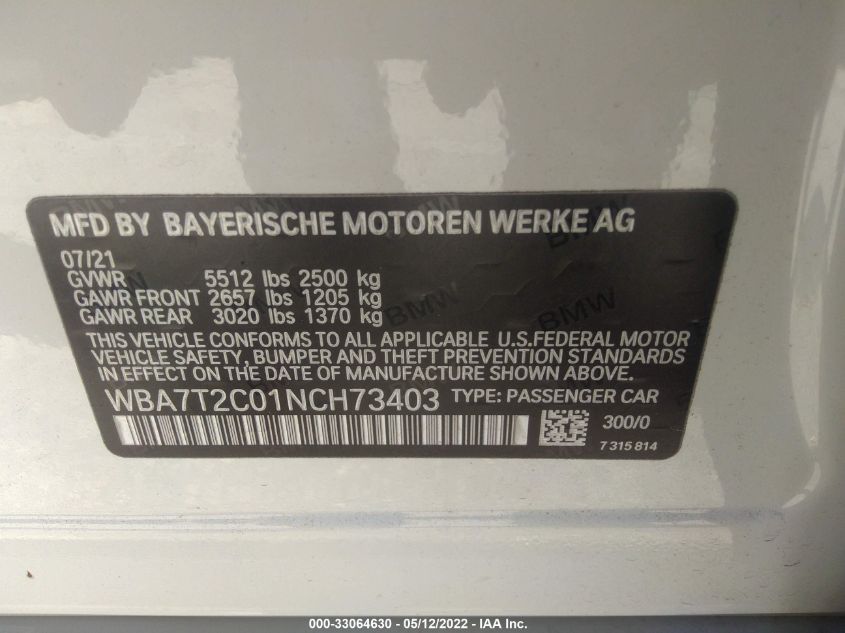 MFD BY BAYERISCHE MOTOREN WERKE AG
07/21
GVWR 5512 lbs 2500 kg
GAWR FRONT 2657 lbs 1205 kg
GAWR REAR 3020 lbs 1370 kg
THIS VEHICLE CONFORMS TO ALL APPLICABLE U.S.FEDERAL MOTOR
VEHICLE SAFETY, BUMPER AND THEFT PREVENTION STANDARDS
IN EFFECT ON THE DATE OF MANUFACTURE SHOWN ABOVE.
WBA7T2C01NCH73403 TYPE: PASSENGER CAR
300/0
7 315 814
000-33064630 - 05/12/2022 - IAA Inc.